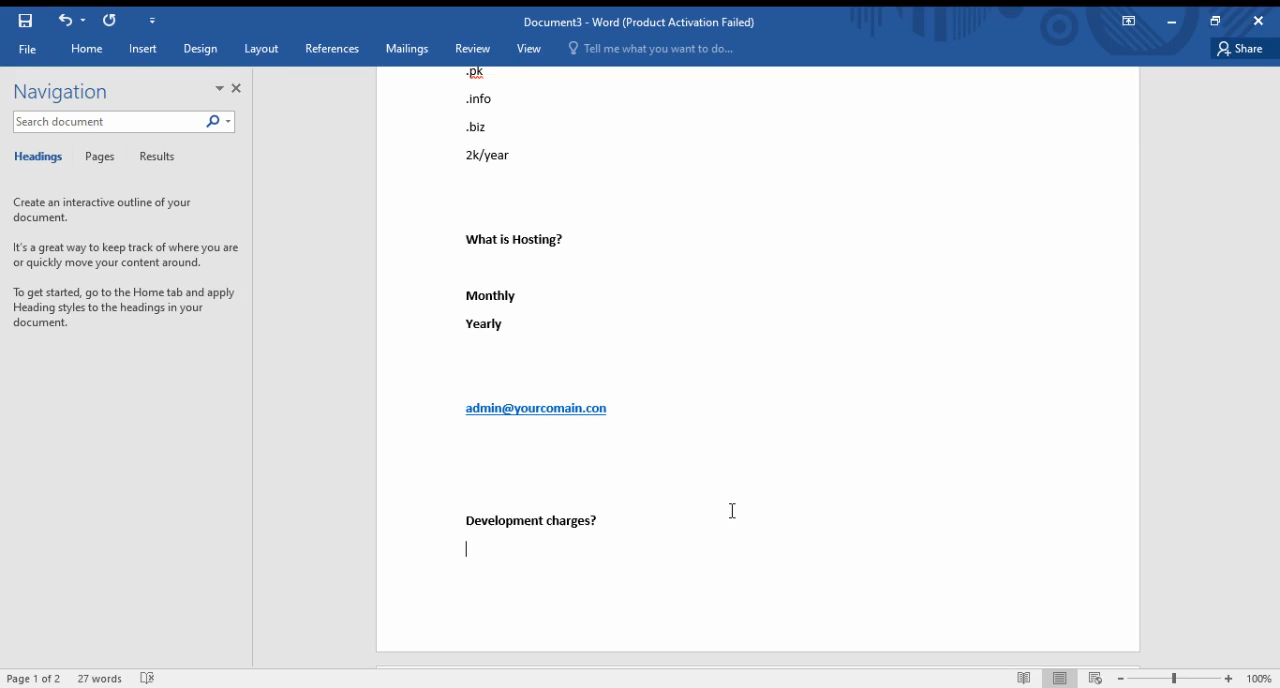 Document3 - Word (Product Activation Failed)
File Home Insert Design Layout References Mailings Review View Tell me what you want to do... Share
Navigation
Search document
Headings Pages Results
Create an interactive outline of your
document.
It's a great way to keep track of where you are
or quickly move your content around.
To get started, go to the Home tab and apply
Heading styles to the headings in your
document.
.pk
.info
.biz
2k/year
What is Hosting?
Monthly
Yearly
admin@yourcomain.con
Development charges?
Page 1 of 2 27 words 100%